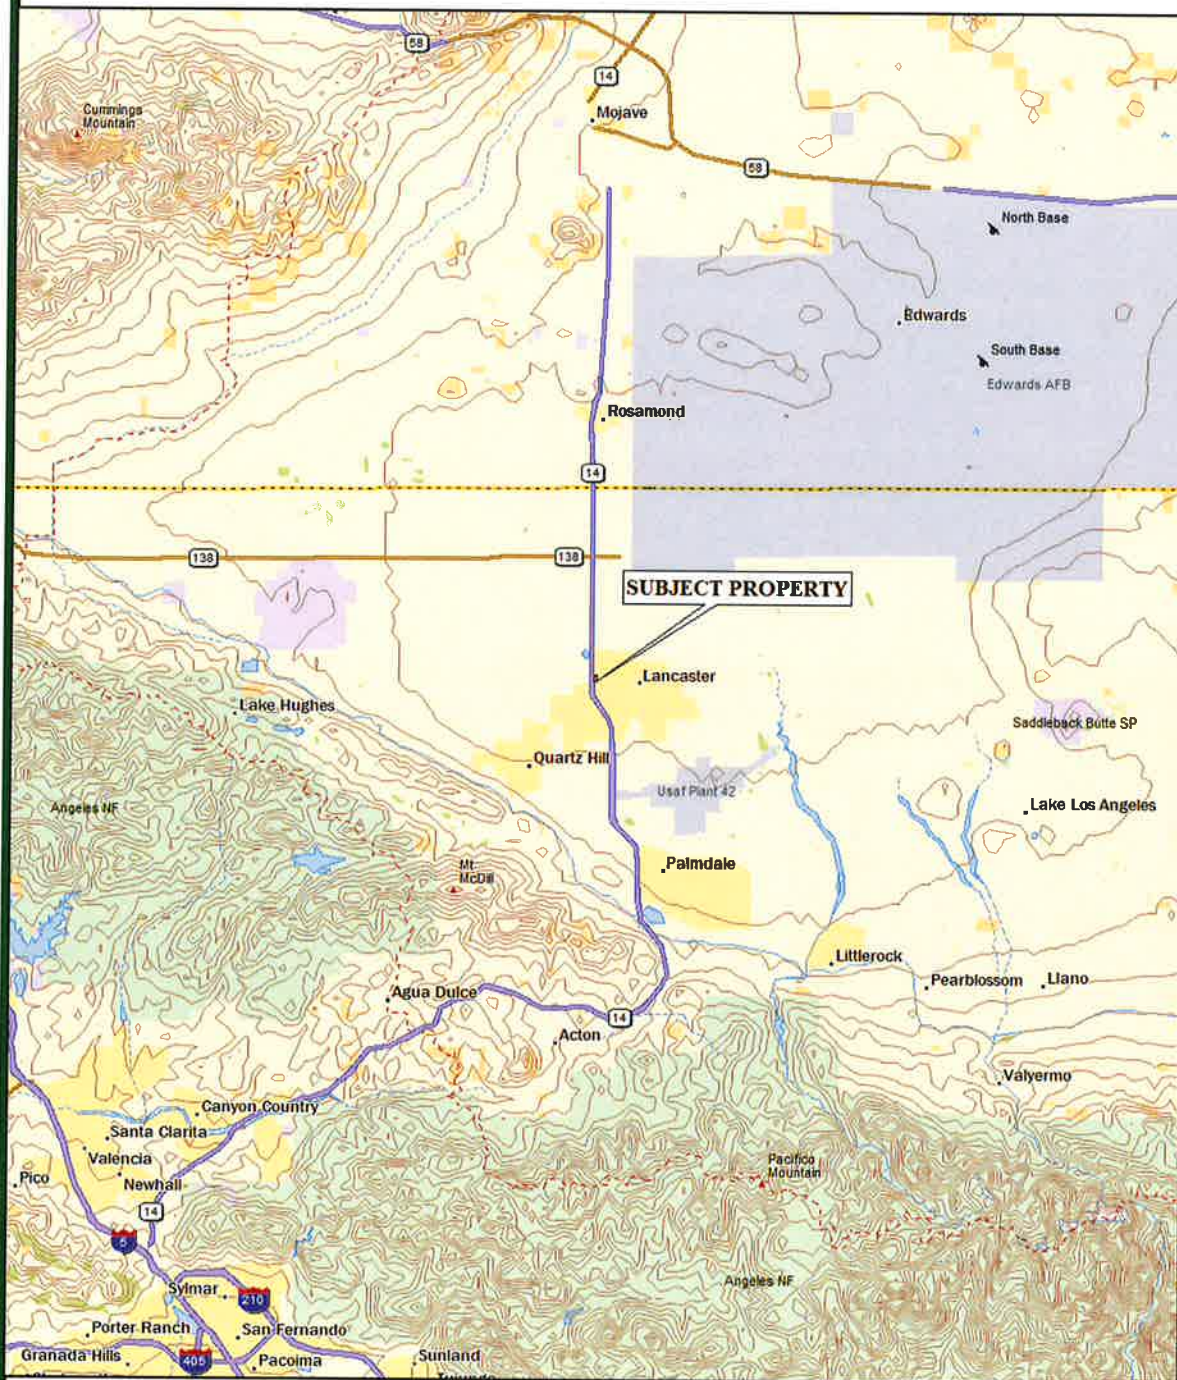 58
14
Cummings
Mountain
Mojave
58
North Base
Edwards
South Base
Edwards AFB
Rosamond
14
138
138
SUBJECT PROPERTY
Lancaster
Lake Hughes
Saddleback Butte SP
Quartz Hill
Usaf Plant 42
Angeles NF
Lake Los Angeles
Palmdale
Mt.
McDill
Littlerock
Pearblossom
Llano
Agua Dulce
14
Acton
Valyermo
Canyon Country
Santa Clarita
Valencia
Pacifico
Mountain
Pico
Newhall
14
5
Angeles NF
Sylmar
210
Porter Ranch
San Fernando
Granada Hills
405
Pacoima
Sunland